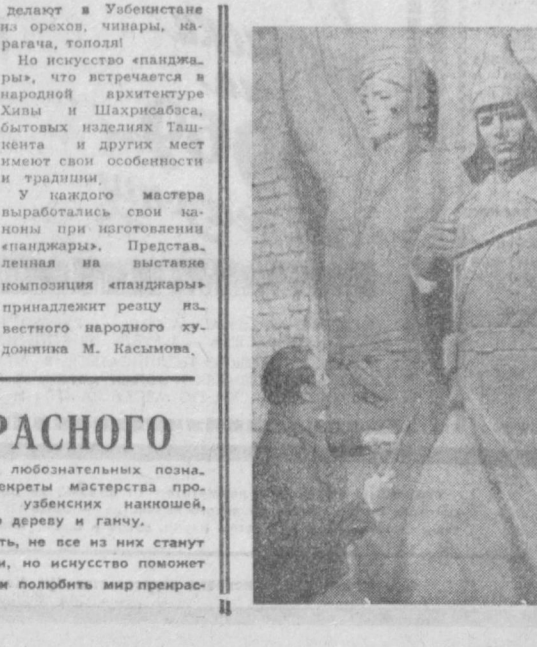 делают в Узбекистане
из орехов, чинары, ка-
рагача, тополя!
Но искусство «панджа-
ры», что встречается в
народной архитектуре
Хивы и Шахрисабза,
бытовых изделиях Таш-
кента и других мест
имеют свои особенности
и традиции.
У каждого мастера
выработались свои ка-
ноны при изготовлении
«панджары». Представ-
ленная на выставке
композиция «панджары»
принадлежит резцу из-
вестного народного ху-
дожника М. Касымова.
РАСНОГО
любознательных позна-
екреты мастерства про-
узбекских наккошей,
дереву и ганчу.
ть, не все из них станут
и, но искусство поможет
и полюбить мир прекрас-